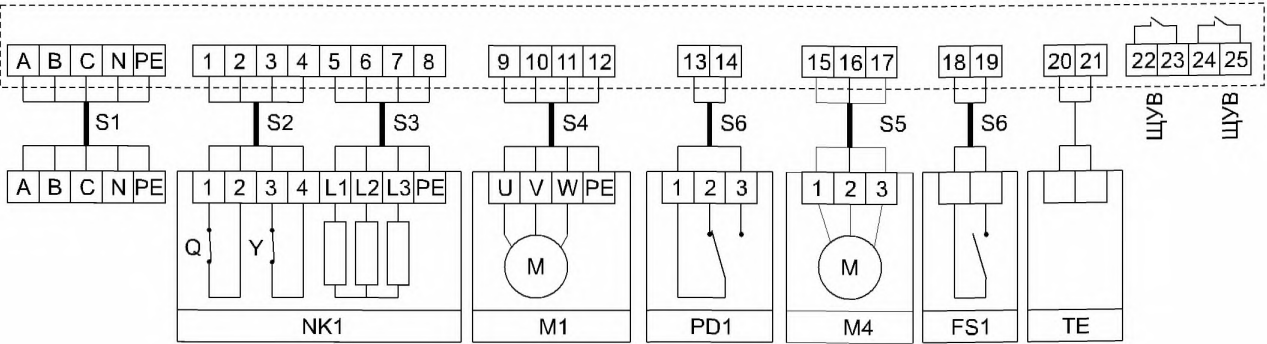 A B C N PE 1 2 3 4 5 6 7 8 9 10 11 12 13 14 15 16 17 18 19 20 21 22 23 24 25
ЩУВ ЩУВ
S1 S2 S3 S4 S6 S5 S6
A B C N PE 1 2 3 4 L1 L2 L3 PE U V W PE 1 2 3 1 2 3
Q Y M M
NK1 M1 PD1 M4 FS1 TE